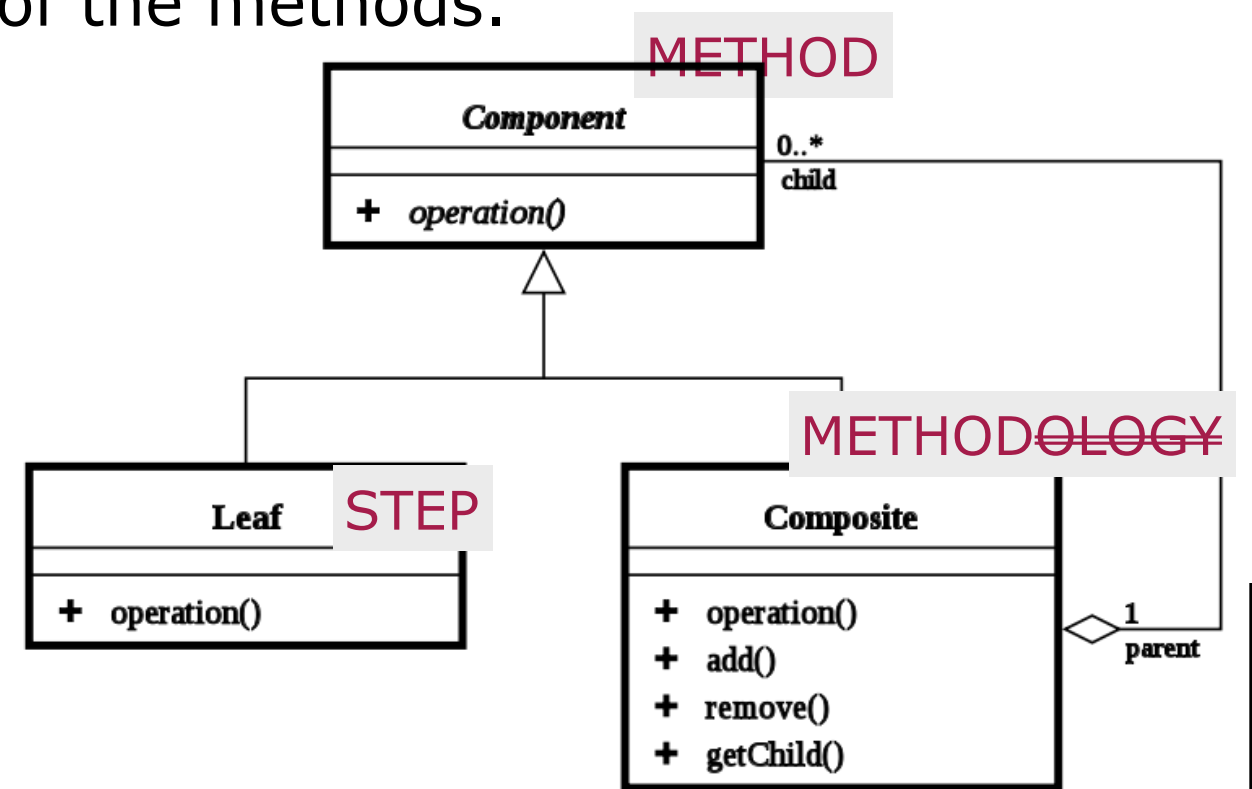 of the methods.
METHOD
Component
0..*
child
+ operation()
METHODOLOGY
Leaf
STEP
Composite
+ operation()
+ operation()
1
parent
+ add()
+ remove()
+ getChild()